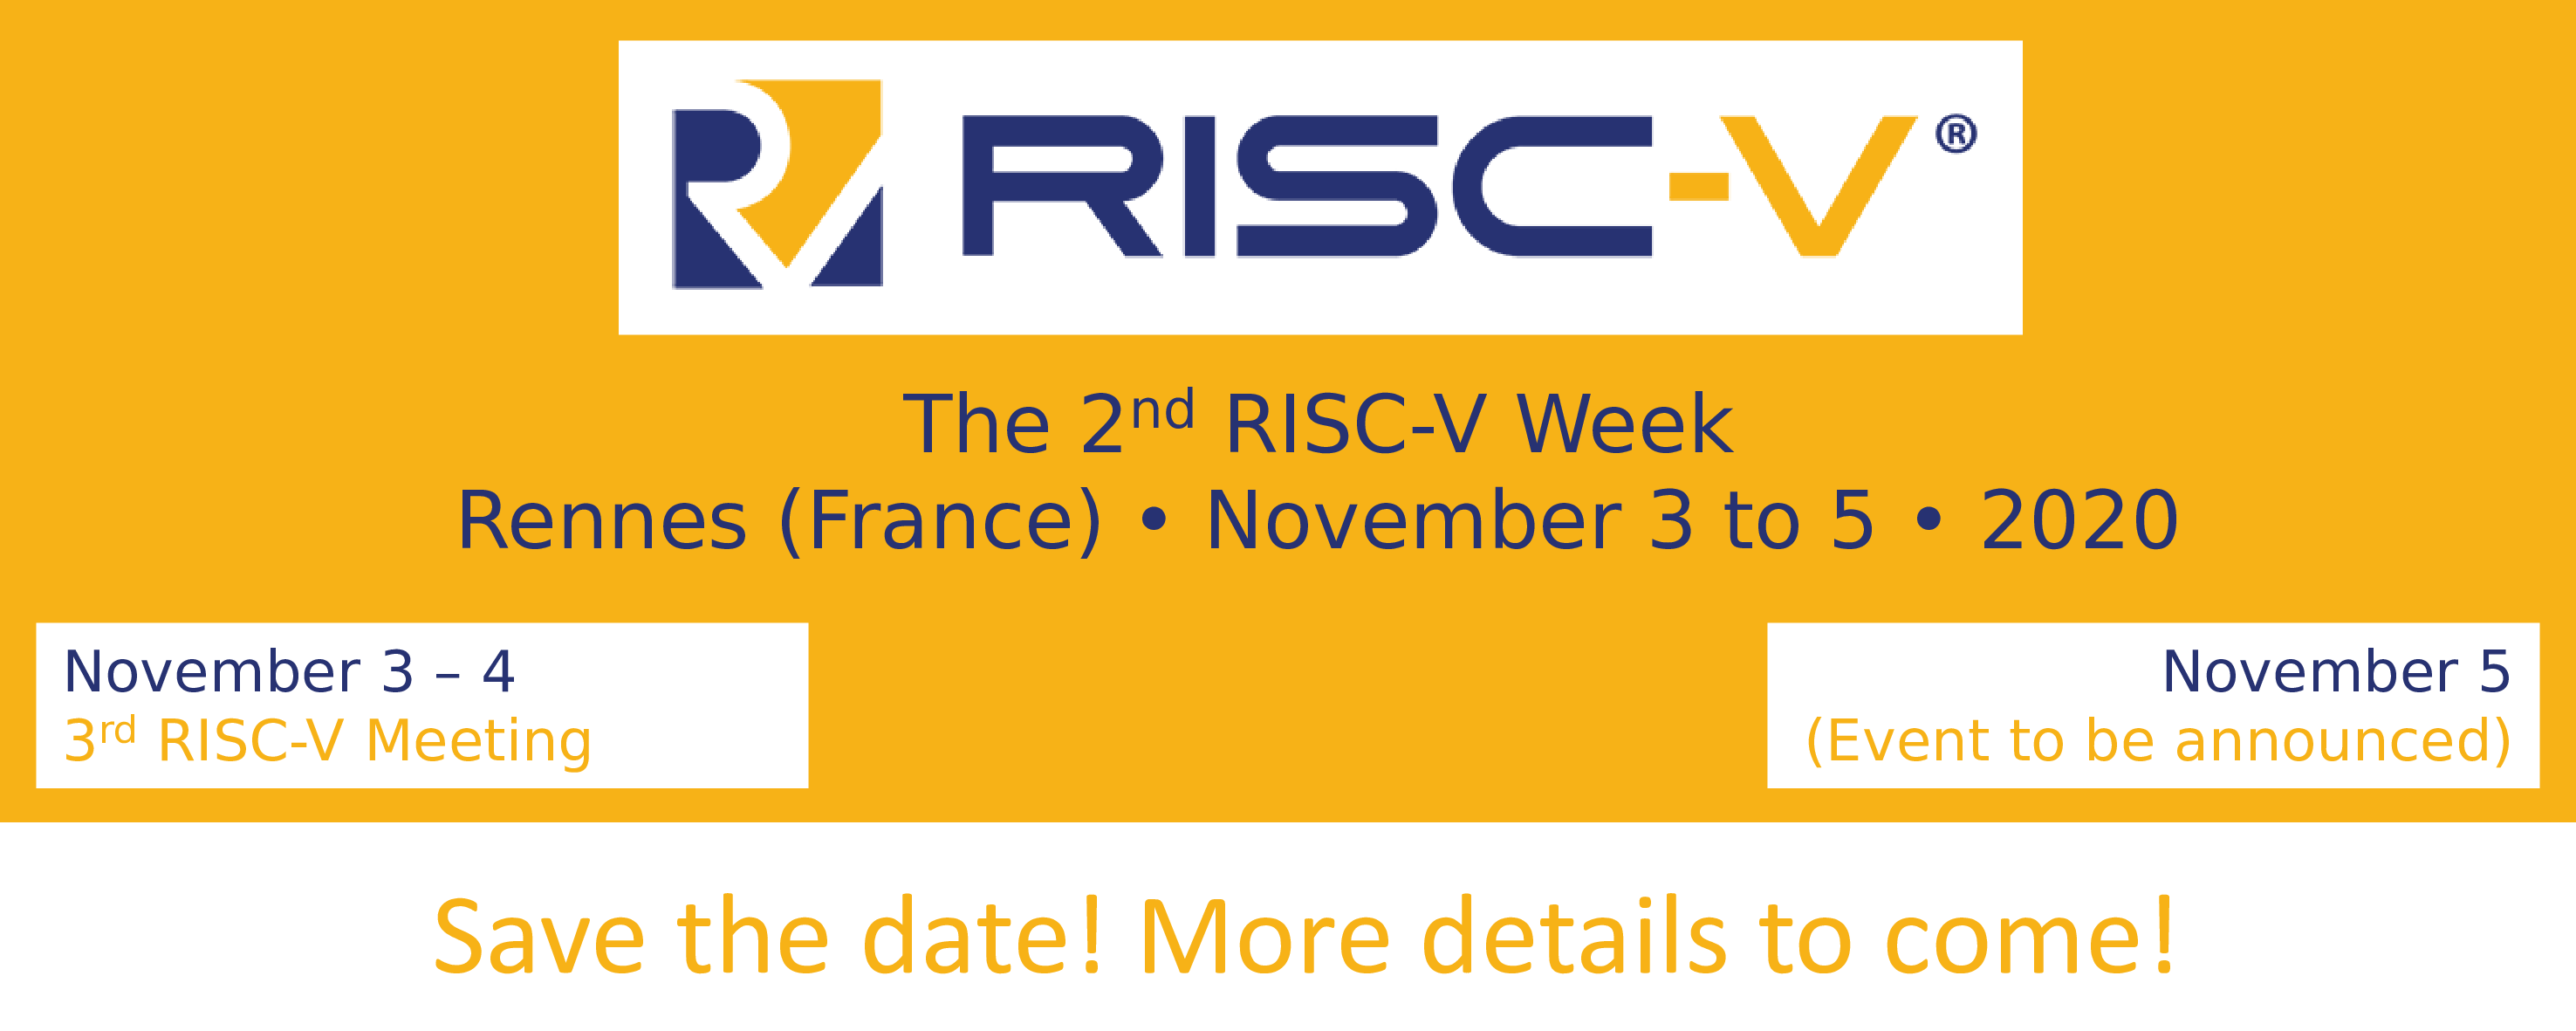 RISC-V®
The 2nd RISC-V Week
Rennes (France) • November 3 to 5 • 2020
November 3 – 4
3rd RISC-V Meeting
November 5
(Event to be announced)
Save the date! More details to come!